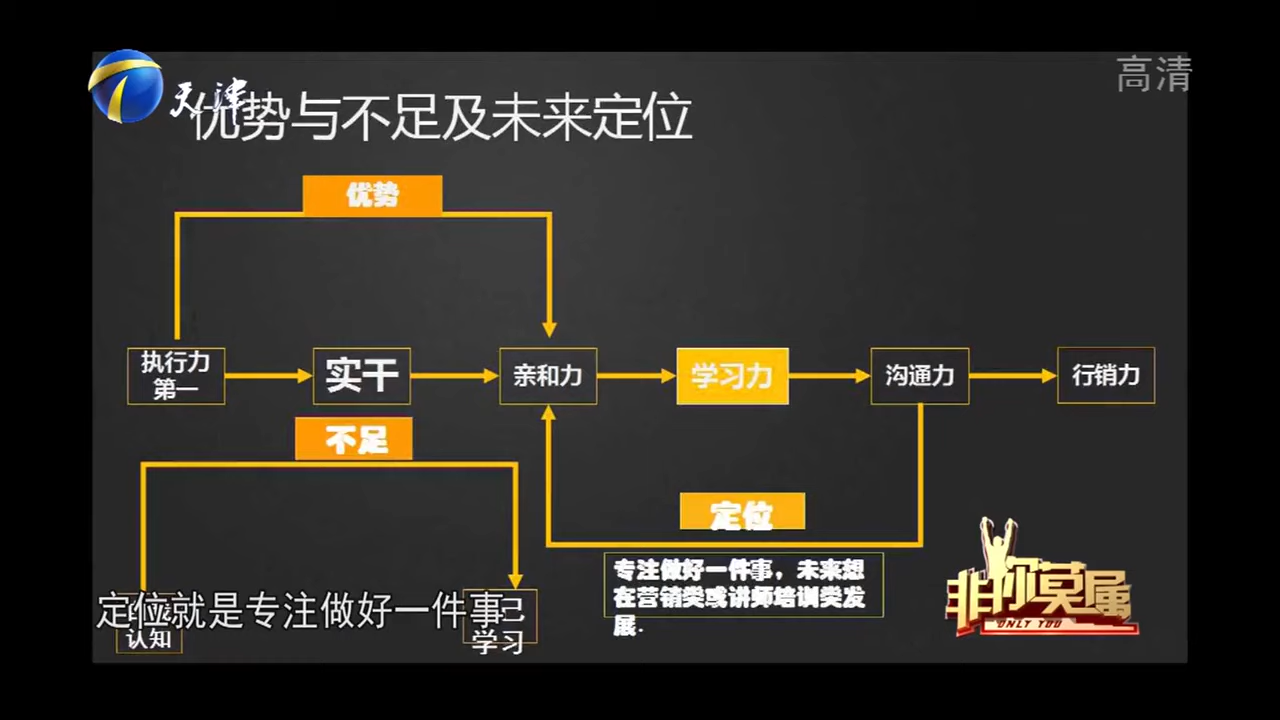 天津
高清
优势与不足及未来定位
优势
执行力
第一
实干
亲和力
学习力
沟通力
行销力
不足
定位
专注做好一件事，未来想
在营销类或讲师培训类发
展.
认知
己
学习
定位就是专注做好一件事
非你莫属
ONLY YOU